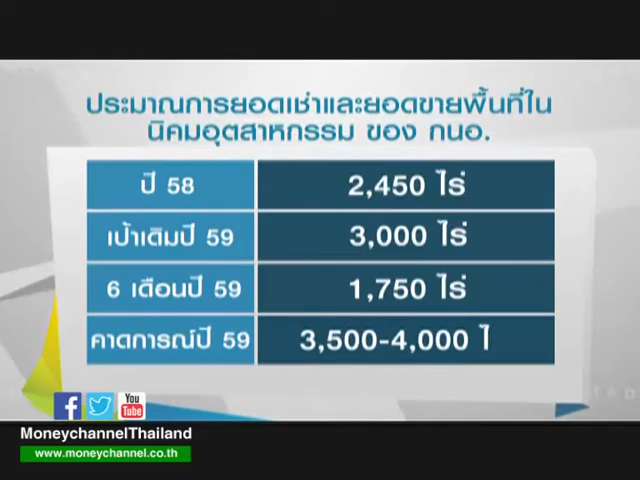 ประมาณการยอดเช่าและยอดขายพื้นที่ใน
นิคมอุตสาหกรรม ของ กนอ.
ปี 58 2,450 ไร่
เป้าเดิมปี 59 3,000 ไร่
6 เดือนปี 59 1,750 ไร่
คาดการณ์ปี 59 3,500-4,000 ไ
f You Tube
MoneychannelThailand
www.moneychannel.co.th